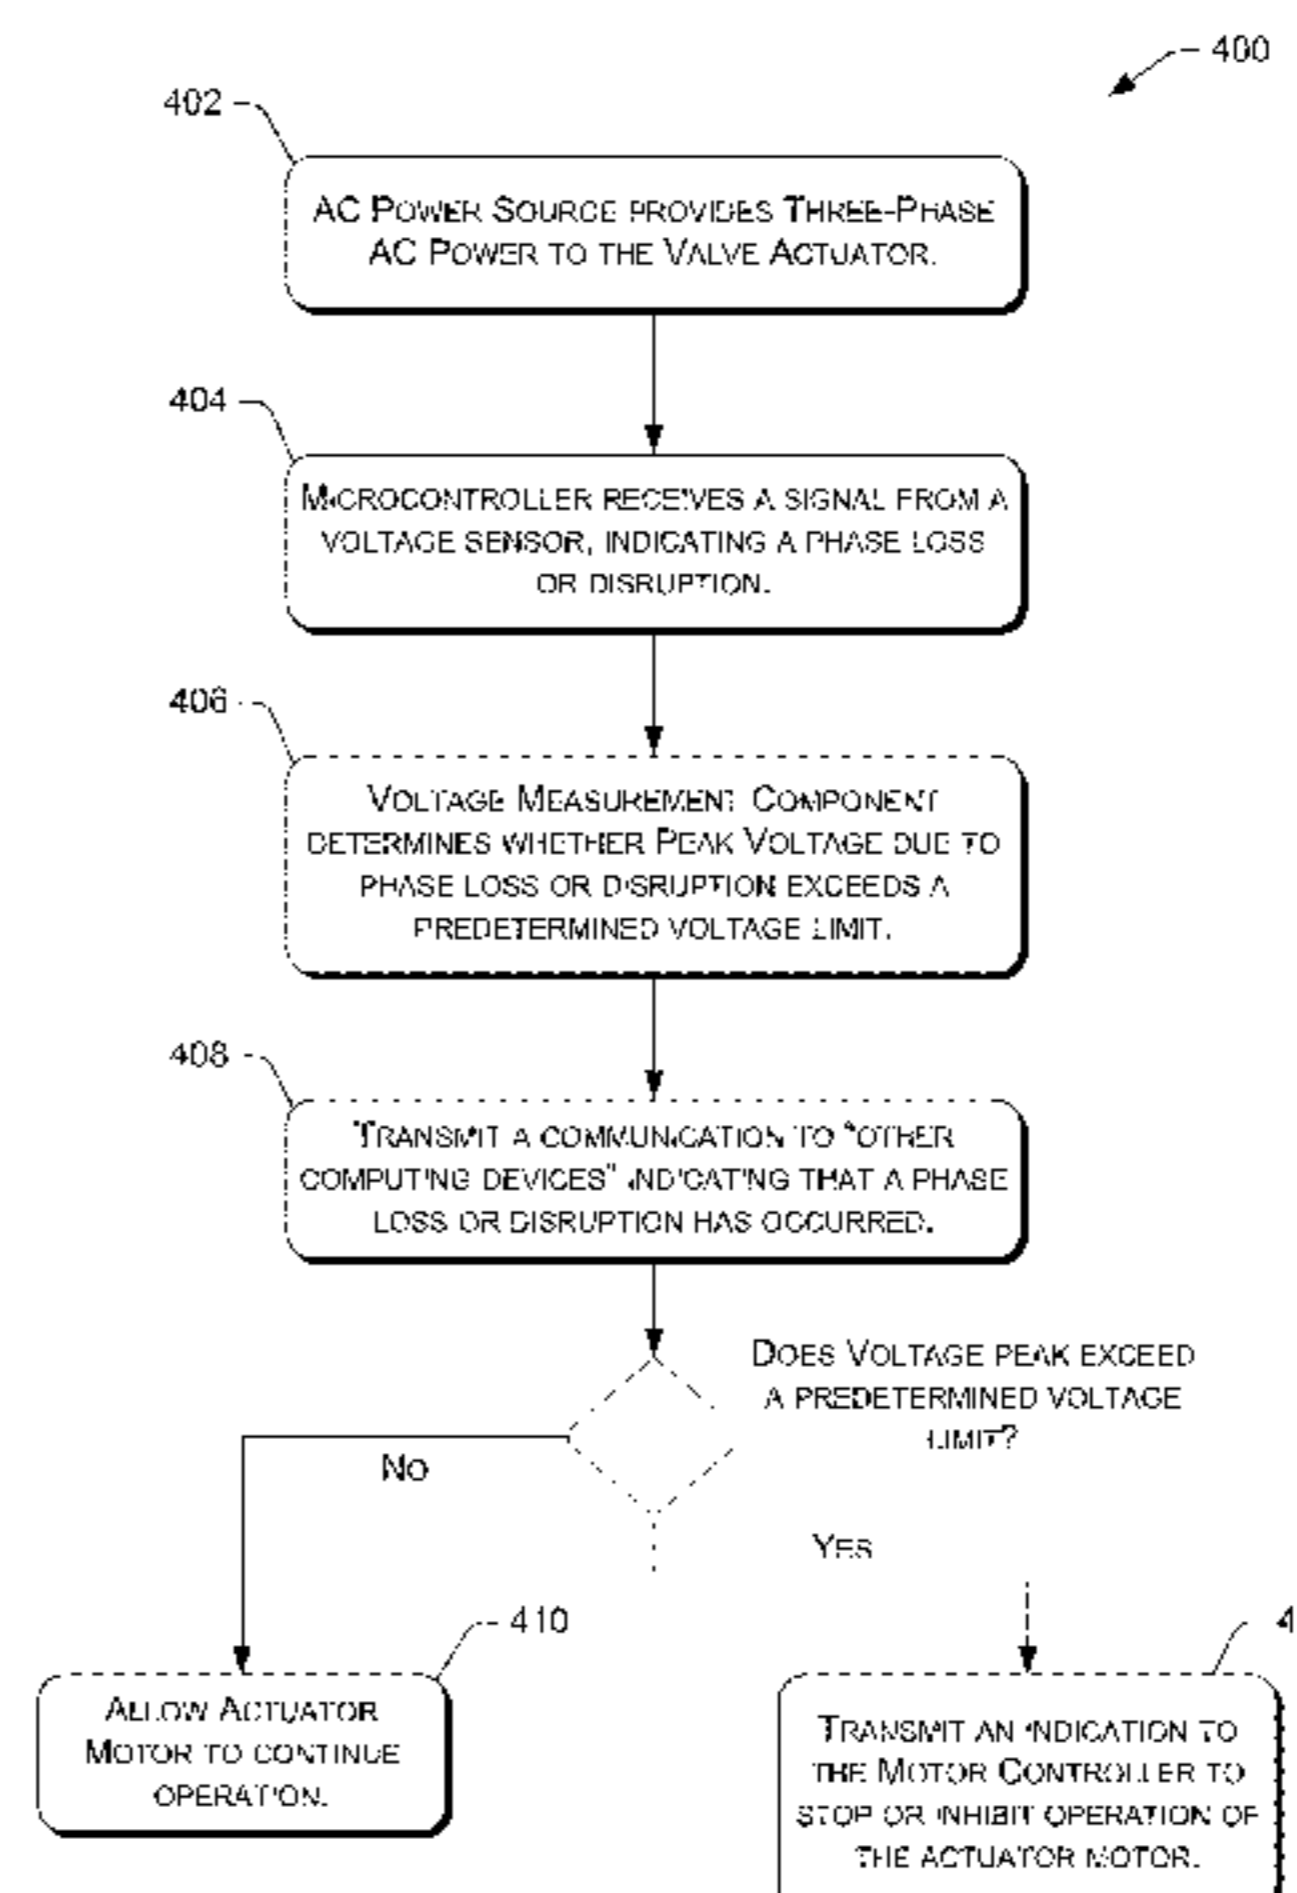 400
402
AC POWER SOURCE PROVIDES THREE-PHASE
AC POWER TO THE VALVE ACTUATOR.
404
MICROCONTROLLER RECEIVES A SIGNAL FROM A
VOLTAGE SENSOR, INDICATING A PHASE LOSS
OR DISRUPTION.
406
VOLTAGE MEASUREMENT COMPONENT
DETERMINES WHETHER PEAK VOLTAGE DUE TO
PHASE LOSS OR DISRUPTION EXCEEDS A
PREDETERMINED VOLTAGE LIMIT.
408
TRANSMIT A COMMUNICATION TO "OTHER
COMPUTING DEVICES" INDICATING THAT A PHASE
LOSS OR DISRUPTION HAS OCCURRED.
DOES VOLTAGE PEAK EXCEED
A PREDETERMINED VOLTAGE
LIMIT?
NO
YES
410
4
ALLOW ACTUATOR
MOTOR TO CONTINUE
OPERATION.
TRANSMIT AN INDICATION TO
THE MOTOR CONTROLLER TO
STOP OR INHIBIT OPERATION OF
THE ACTUATOR MOTOR.